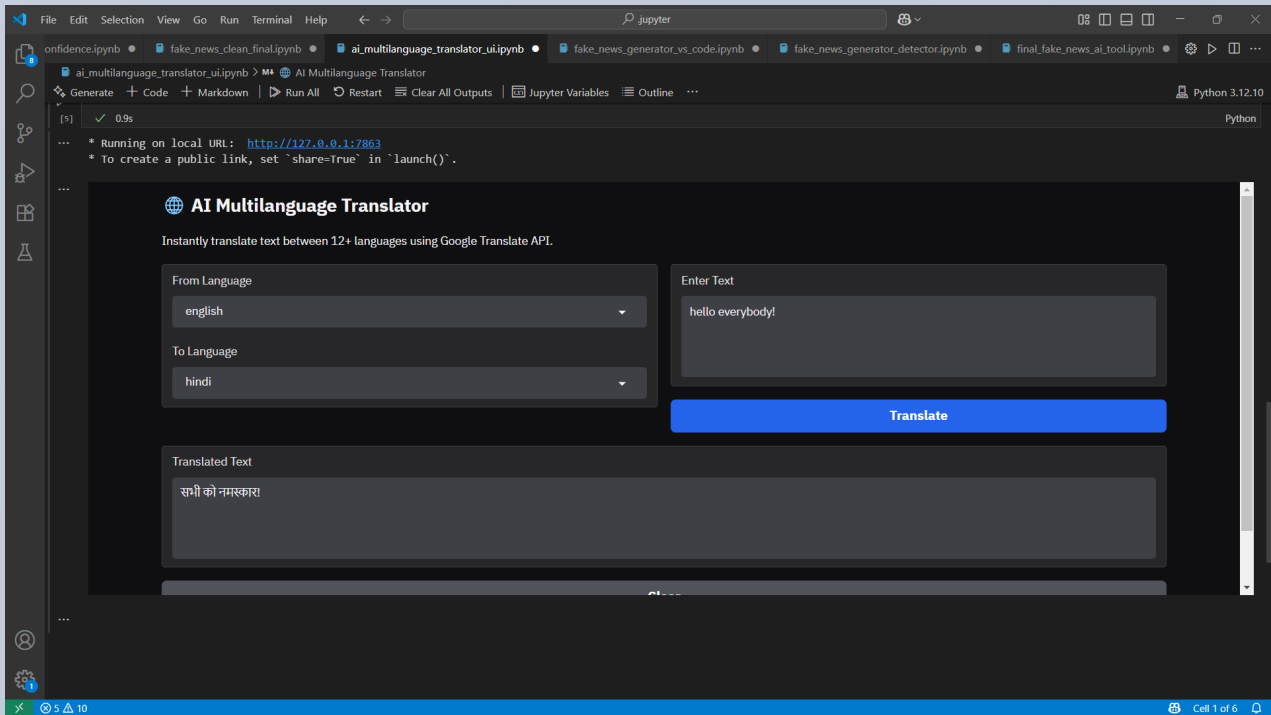 File Edit Selection View Go Run Terminal Help
.jupyter
onfidence.ipynb
fake_news_clean_final.ipynb
ai_multilanguage_translator_ui.ipynb
fake_news_generator_vs_code.ipynb
fake_news_generator_detector.ipynb
final_fake_news_ai_tool.ipynb
ai_multilanguage_translator_ui.ipynb > M↓ AI Multilanguage Translator
Generate + Code + Markdown Run All Restart Clear All Outputs Jupyter Variables Outline ... Python 3.12.10
8
[5] 0.9s Python
* Running on local URL: http://127.0.0.1:7863
* To create a public link, set `share=True` in `launch()`.
AI Multilanguage Translator
Instantly translate text between 12+ languages using Google Translate API.
From Language
english
To Language
hindi
Enter Text
hello everybody!
Translate
Translated Text
सभी को नमस्कार!
Clear
1
5 10
Cell 1 of 6